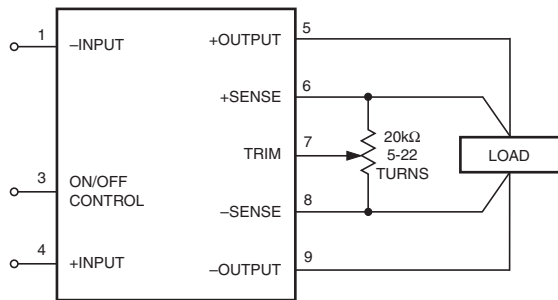 1
–INPUT
3
ON/OFF
CONTROL
4
+INPUT
+OUTPUT
5
+SENSE
6
TRIM
7
–SENSE
8
–OUTPUT
9
20kΩ
5-22
TURNS
LOAD